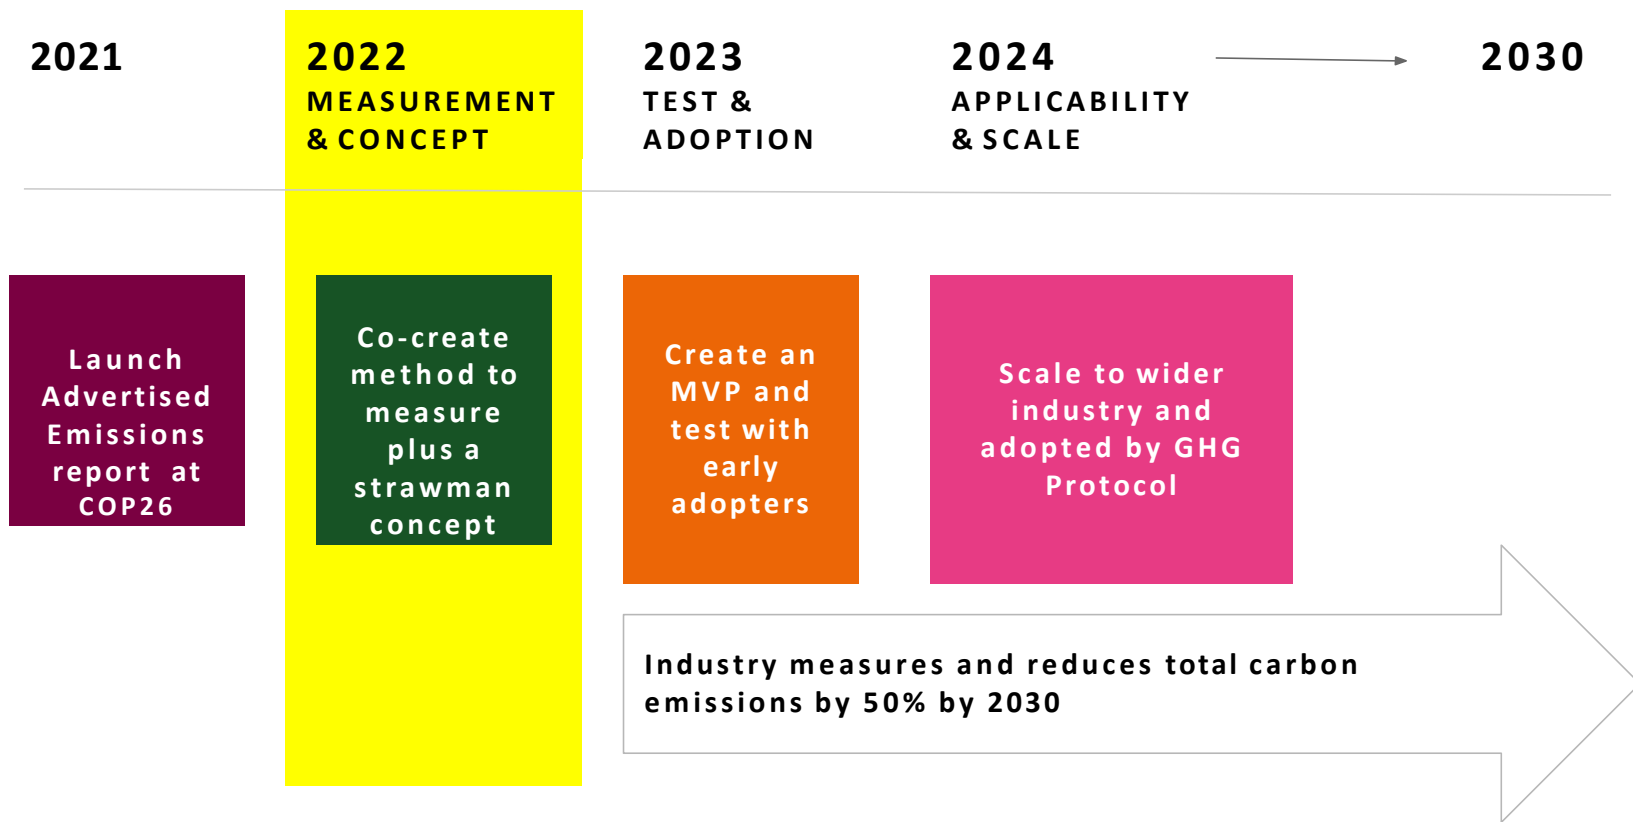 2021
2022
MEASUREMENT
& CONCEPT
2023
TEST &
ADOPTION
2024
APPLICABILITY
& SCALE
2030
Launch
Advertised
Emissions
report at
COP26
Co-create
method to
measure
plus a
strawman
concept
Create an
MVP and
test with
early
adopters
Scale to wider
industry and
adopted by GHG
Protocol
Industry measures and reduces total carbon
emissions by 50% by 2030